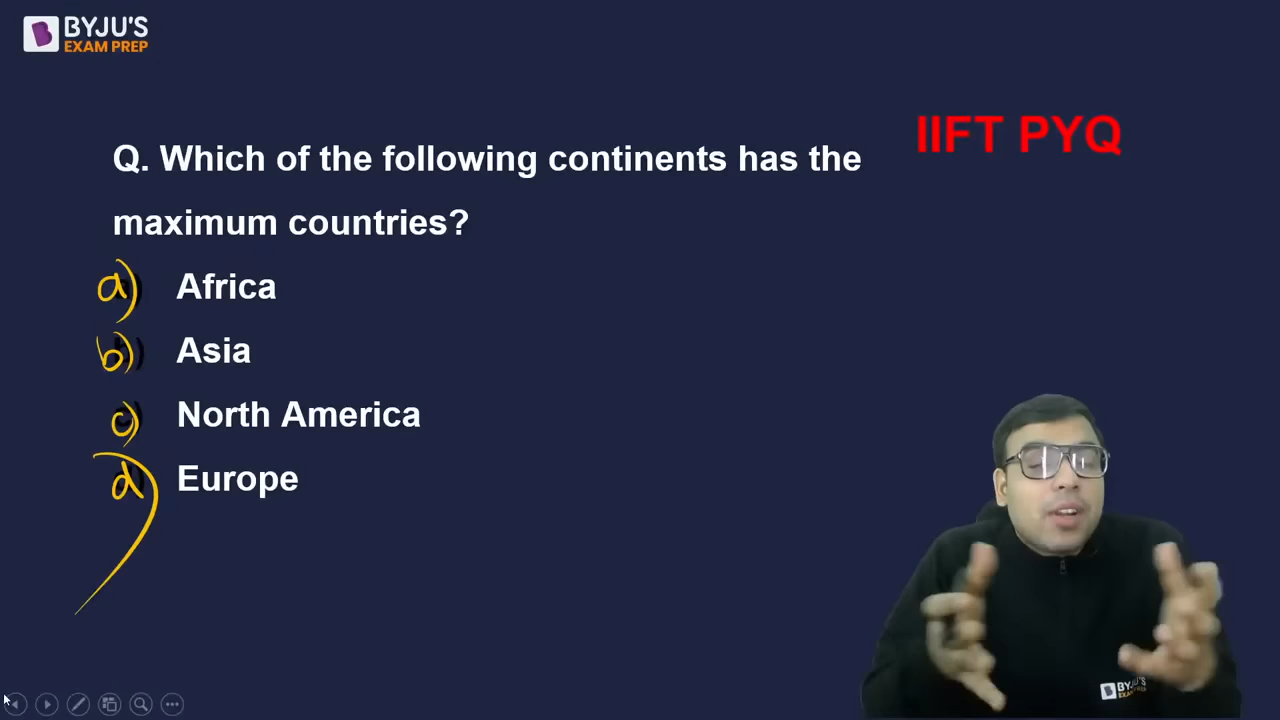 BYJU'S
EXAM PREP
IIFT PYQ
Q. Which of the following continents has the
maximum countries?
a) Africa
b) Asia
c) North America
d) Europe
BYJU'S